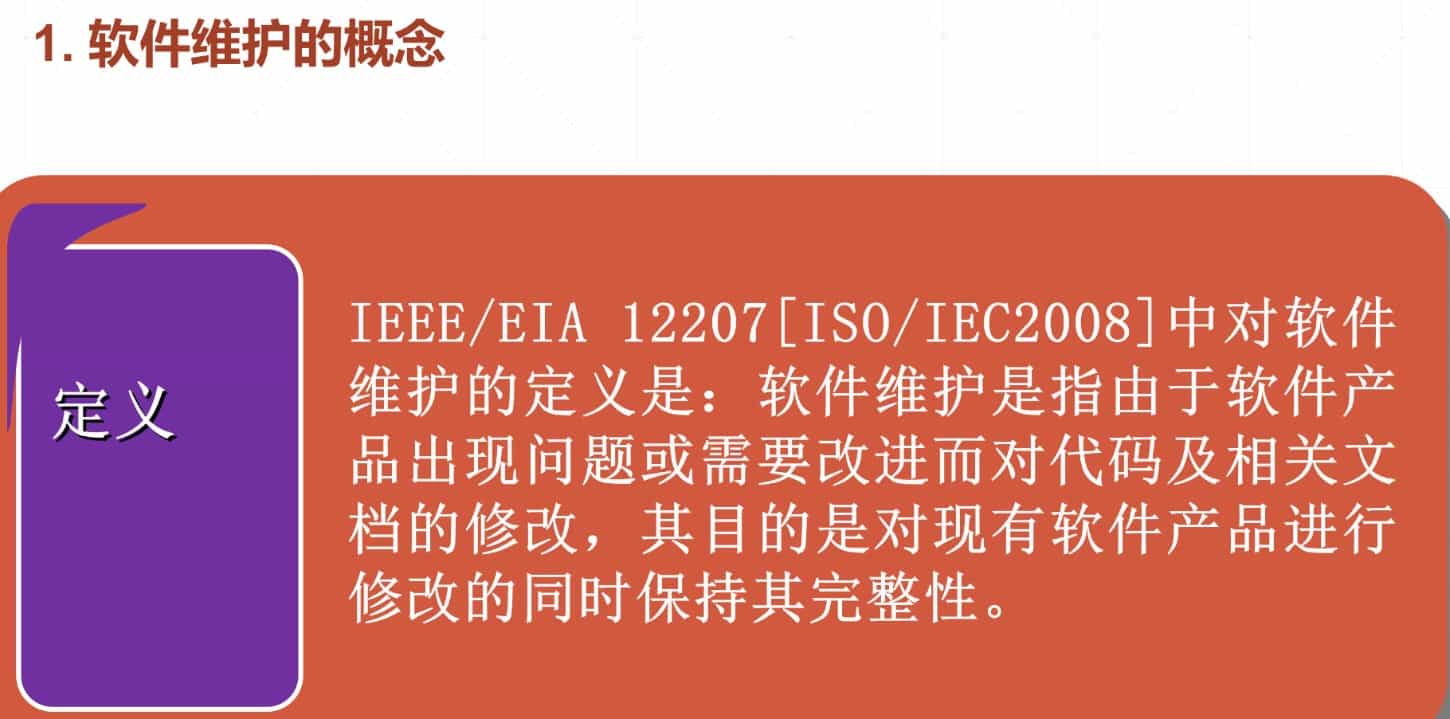 1. 软件维护的概念
定义
IEEE/EIA 12207[ISO/IEC2008]中对软件
维护的定义是：软件维护是指由于软件产
品出现问题或需要改进而对代码及相关文
档的修改，其目的是对现有软件产品进行
修改的同时保持其完整性。